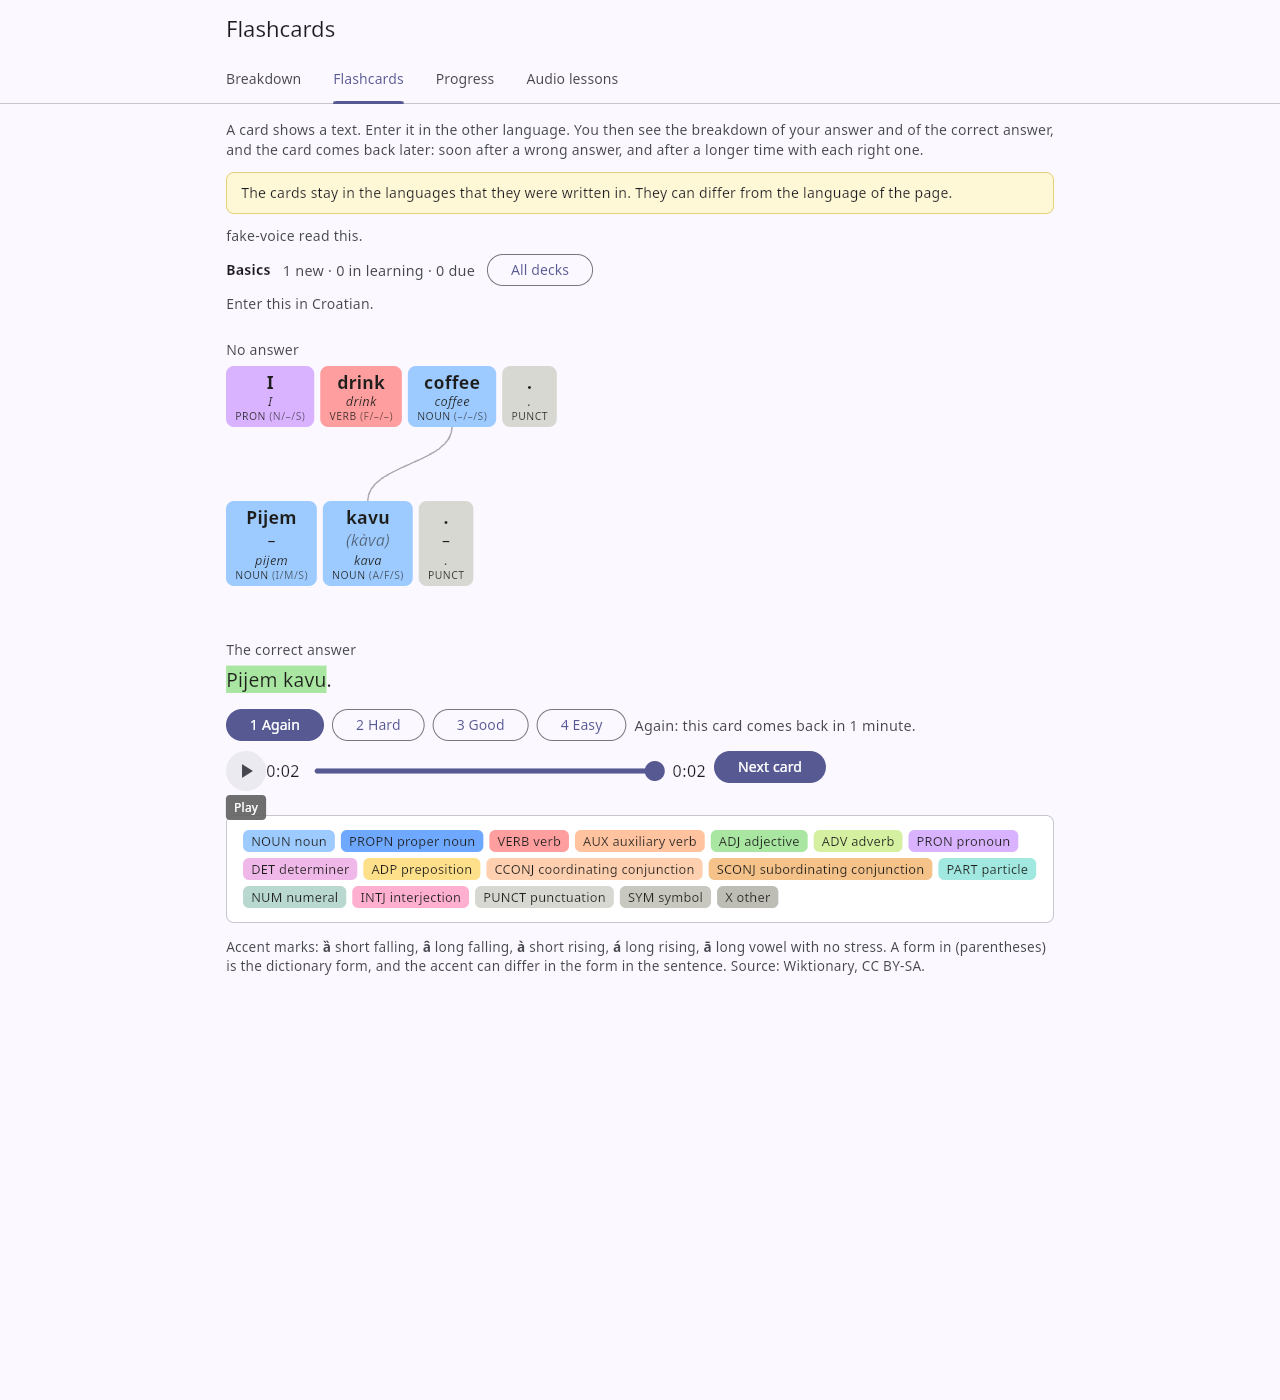 Flashcards
Breakdown Flashcards Progress Audio lessons
A card shows a text. Enter it in the other language. You then see the breakdown of your answer and of the correct answer,
and the card comes back later: soon after a wrong answer, and after a longer time with each right one.
The cards stay in the languages that they were written in. They can differ from the language of the page.
fake-voice read this.
Basics 1 new · 0 in learning · 0 due All decks
Enter this in Croatian.
No answer
I drink coffee .
I drink coffee .
PRON (N/–/S) VERB (F/–/–) NOUN (–/–/S) PUNCT
Pijem kavu .
– (kàva) –
pijem kava .
NOUN (I/M/S) NOUN (A/F/S) PUNCT
The correct answer
Pijem kavu.
1 Again 2 Hard 3 Good 4 Easy Again: this card comes back in 1 minute.
0:02 0:02 Next card
Play
NOUN noun PROPN proper noun VERB verb AUX auxiliary verb ADJ adjective ADV adverb PRON pronoun
DET determiner ADP preposition CCONJ coordinating conjunction SCONJ subordinating conjunction PART particle
NUM numeral INTJ interjection PUNCT punctuation SYM symbol X other
Accent marks: ȁ short falling, ȃ long falling, à short rising, á long rising, ā long vowel with no stress. A form in (parentheses)
is the dictionary form, and the accent can differ in the form in the sentence. Source: Wiktionary, CC BY-SA.